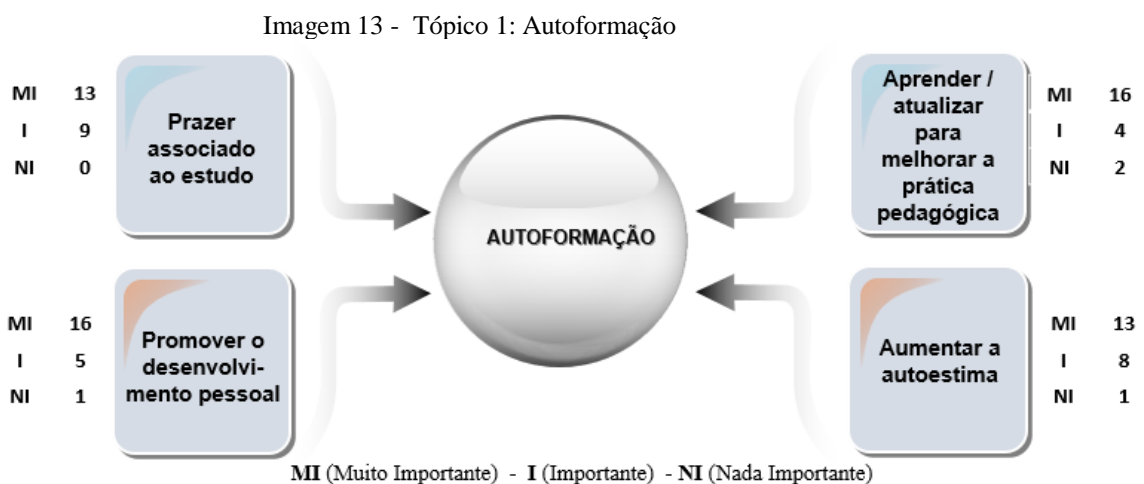 Imagem 13 - Tópico 1: Autoformação
MI 13
I 9
NI 0
Prazer
associado
ao estudo
Aprender /
atualizar
para
melhorar a
prática
pedagógica
MI 16
I 4
NI 2
AUTOFORMAÇÃO
MI 16
I 5
NI 1
Promover o
desenvolvi-
mento pessoal
Aumentar a
autoestima
MI 13
I 8
NI 1
MI (Muito Importante) - I (Importante) - NI (Nada Importante)